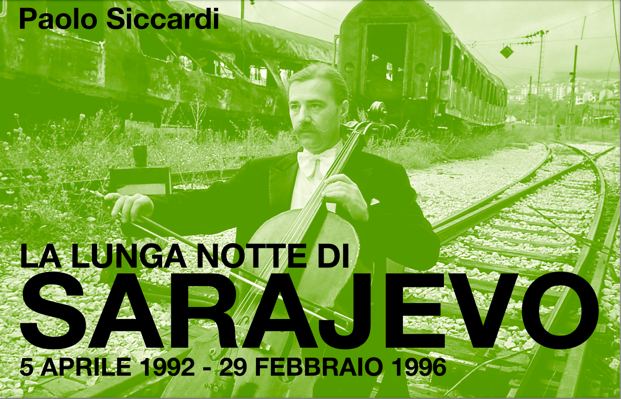 Paolo Siccardi
LA LUNGA NOTTE DI
SARAJEVO
5 APRILE 1992 - 29 FEBBRAIO 1996